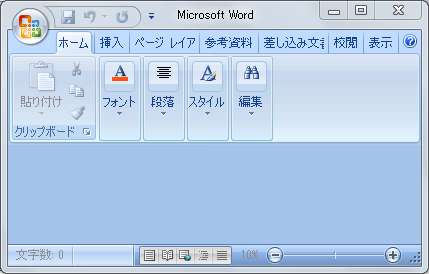 Microsoft Word
ホーム 挿入 ページ レイア 参考資料 差し込み文書 校閲 表示
貼り付け
フォント 段落 スタイル 編集
クリップボード
文字数: 0 10%